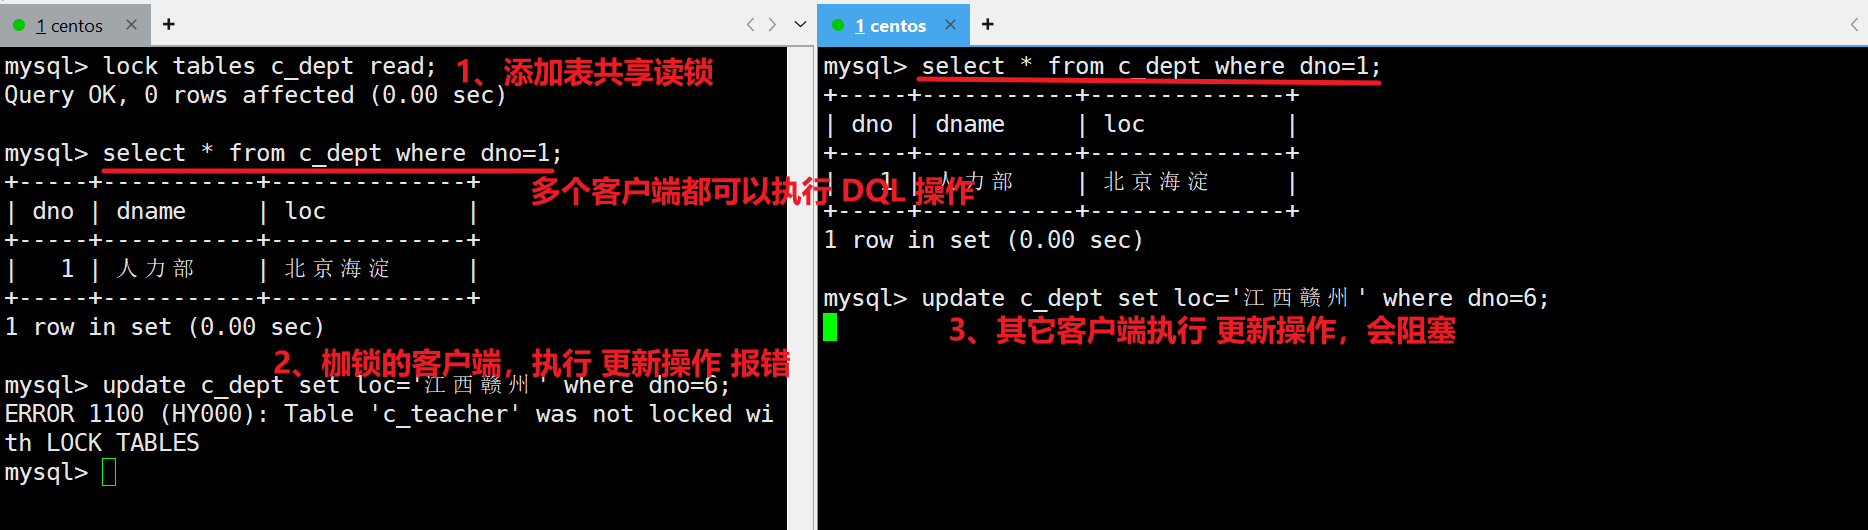 1 centos
mysql> lock tables c_dept read;
1、添加表共享读锁
Query OK, 0 rows affected (0.00 sec)
mysql> select * from c_dept where dno=1;
+-----+-----------+--------------+
| dno | dname     | loc          |
+-----+-----------+--------------+
|   1 | 人力部    | 北京海淀     |
+-----+-----------+--------------+
1 row in set (0.00 sec)
2、枷锁的客户端，执行 更新操作 报错
mysql> update c_dept set loc='江西赣州' where dno=6;
ERROR 1100 (HY000): Table 'c_teacher' was not locked wi
th LOCK TABLES
mysql>
多个客户端都可以执行 DQL 操作
1 centos
mysql> select * from c_dept where dno=1;
+-----+-----------+--------------+
| dno | dname     | loc          |
+-----+-----------+--------------+
|   1 | 人力部    | 北京海淀     |
+-----+-----------+--------------+
1 row in set (0.00 sec)
mysql> update c_dept set loc='江西赣州' where dno=6;
3、其它客户端执行 更新操作，会阻塞